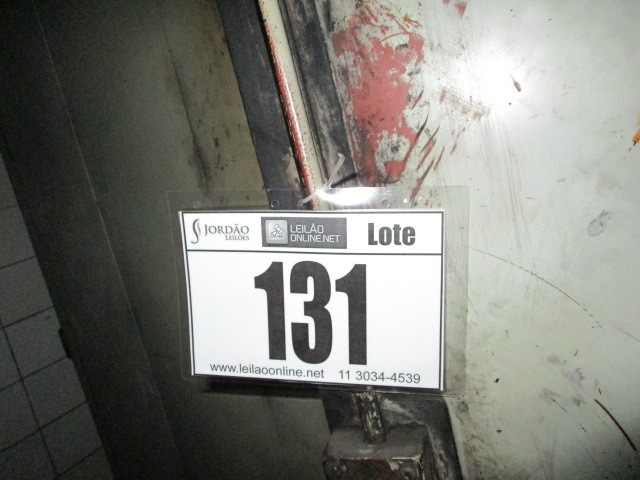 JORDÃO LEILÕES LEILÃO ONLINE.NET Lote
131
www.leilaoonline.net 11 3034-4539